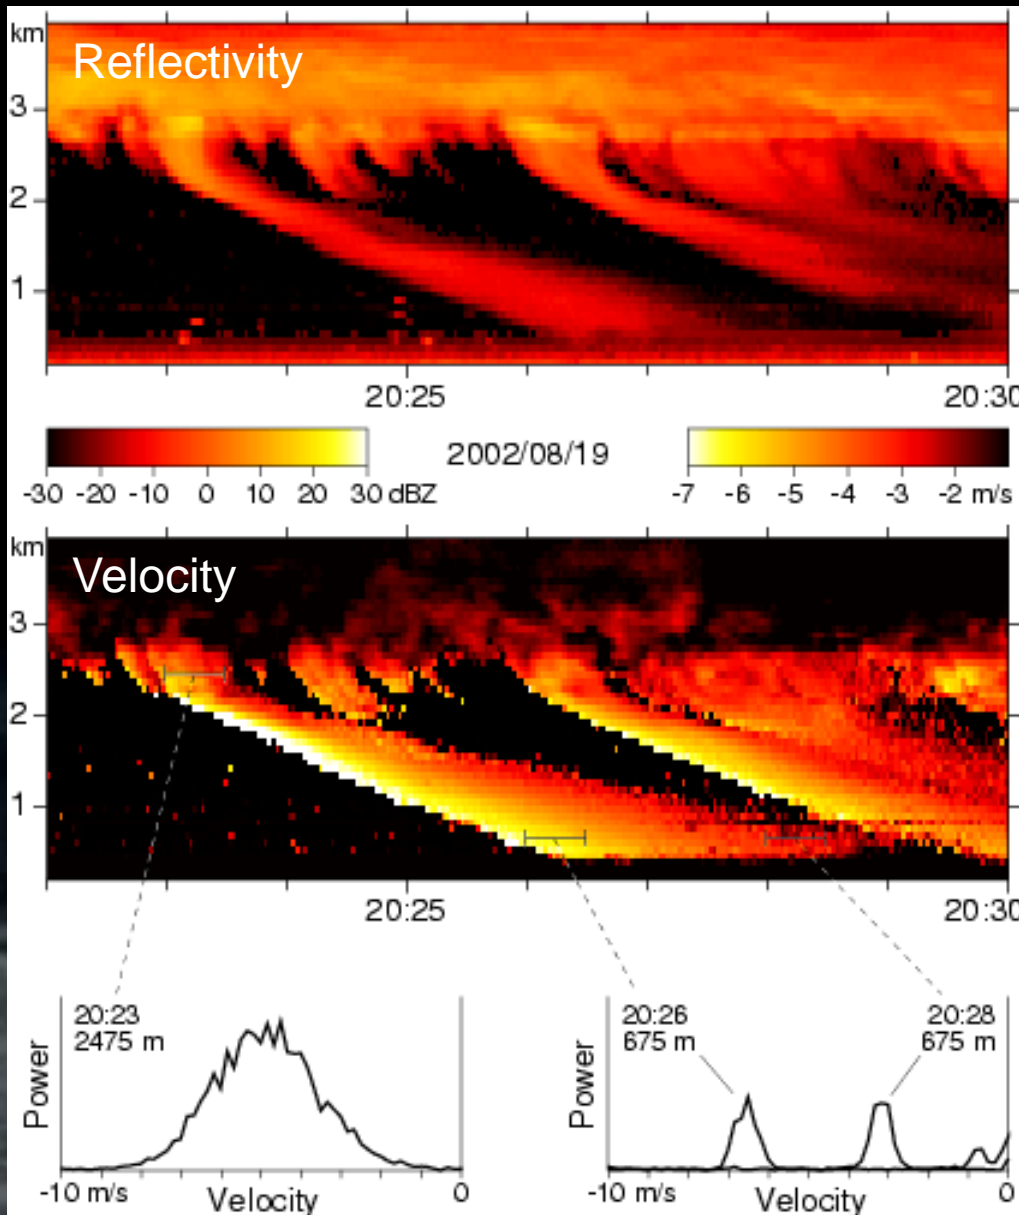 km
Reflectivity
3
2
1
20:25 20:30
2002/08/19
-30 -20 -10 0 10 20 30 dBZ
-7 -6 -5 -4 -3 -2 m/s
km
Velocity
3
2
1
20:25 20:30
20:23
2475 m
Power
-10 m/s Velocity 0
20:26
675 m
20:28
675 m
Power
-10 m/s Velocity 0